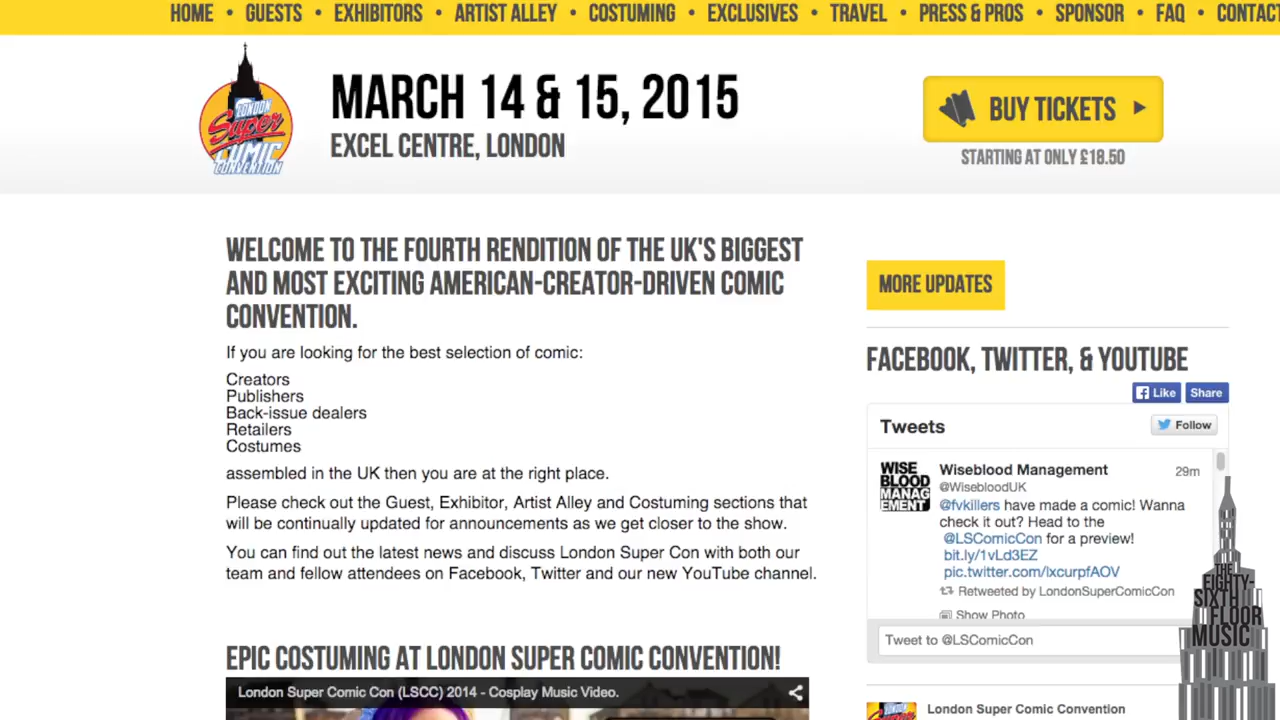 HOME • GUESTS • EXHIBITORS • ARTIST ALLEY • COSTUMING • EXCLUSIVES • TRAVEL • PRESS & PROS • SPONSOR • FAQ • CONTACT
LONDON
Super
COMIC
CONVENTION
MARCH 14 & 15, 2015
EXCEL CENTRE, LONDON
BUY TICKETS
STARTING AT ONLY £18.50
WELCOME TO THE FOURTH RENDITION OF THE UK'S BIGGEST
AND MOST EXCITING AMERICAN-CREATOR-DRIVEN COMIC
CONVENTION.
If you are looking for the best selection of comic:
Creators
Publishers
Back-issue dealers
Retailers
Costumes
assembled in the UK then you are at the right place.
Please check out the Guest, Exhibitor, Artist Alley and Costuming sections that
will be continually updated for announcements as we get closer to the show.
You can find out the latest news and discuss London Super Con with both our
team and fellow attendees on Facebook, Twitter and our new YouTube channel.
EPIC COSTUMING AT LONDON SUPER COMIC CONVENTION!
London Super Comic Con (LSCC) 2014 - Cosplay Music Video.
MORE UPDATES
FACEBOOK, TWITTER, & YOUTUBE
Like Share
Tweets Follow
WISE
BLOOD
MANAG
EMENT
Wiseblood Management 29m
@WisebloodUK
@fvkillers have made a comic! Wanna
check it out? Head to the
@LSComicCon for a preview!
bit.ly/1vLd3EZ
pic.twitter.com/lxcurpfAOV
Retweeted by LondonSuperComicCon
Show Photo
Tweet to @LSComicCon
London Super Comic Convention
THE
EIGHTY-
SIXTH
FLOOR
MUSIC